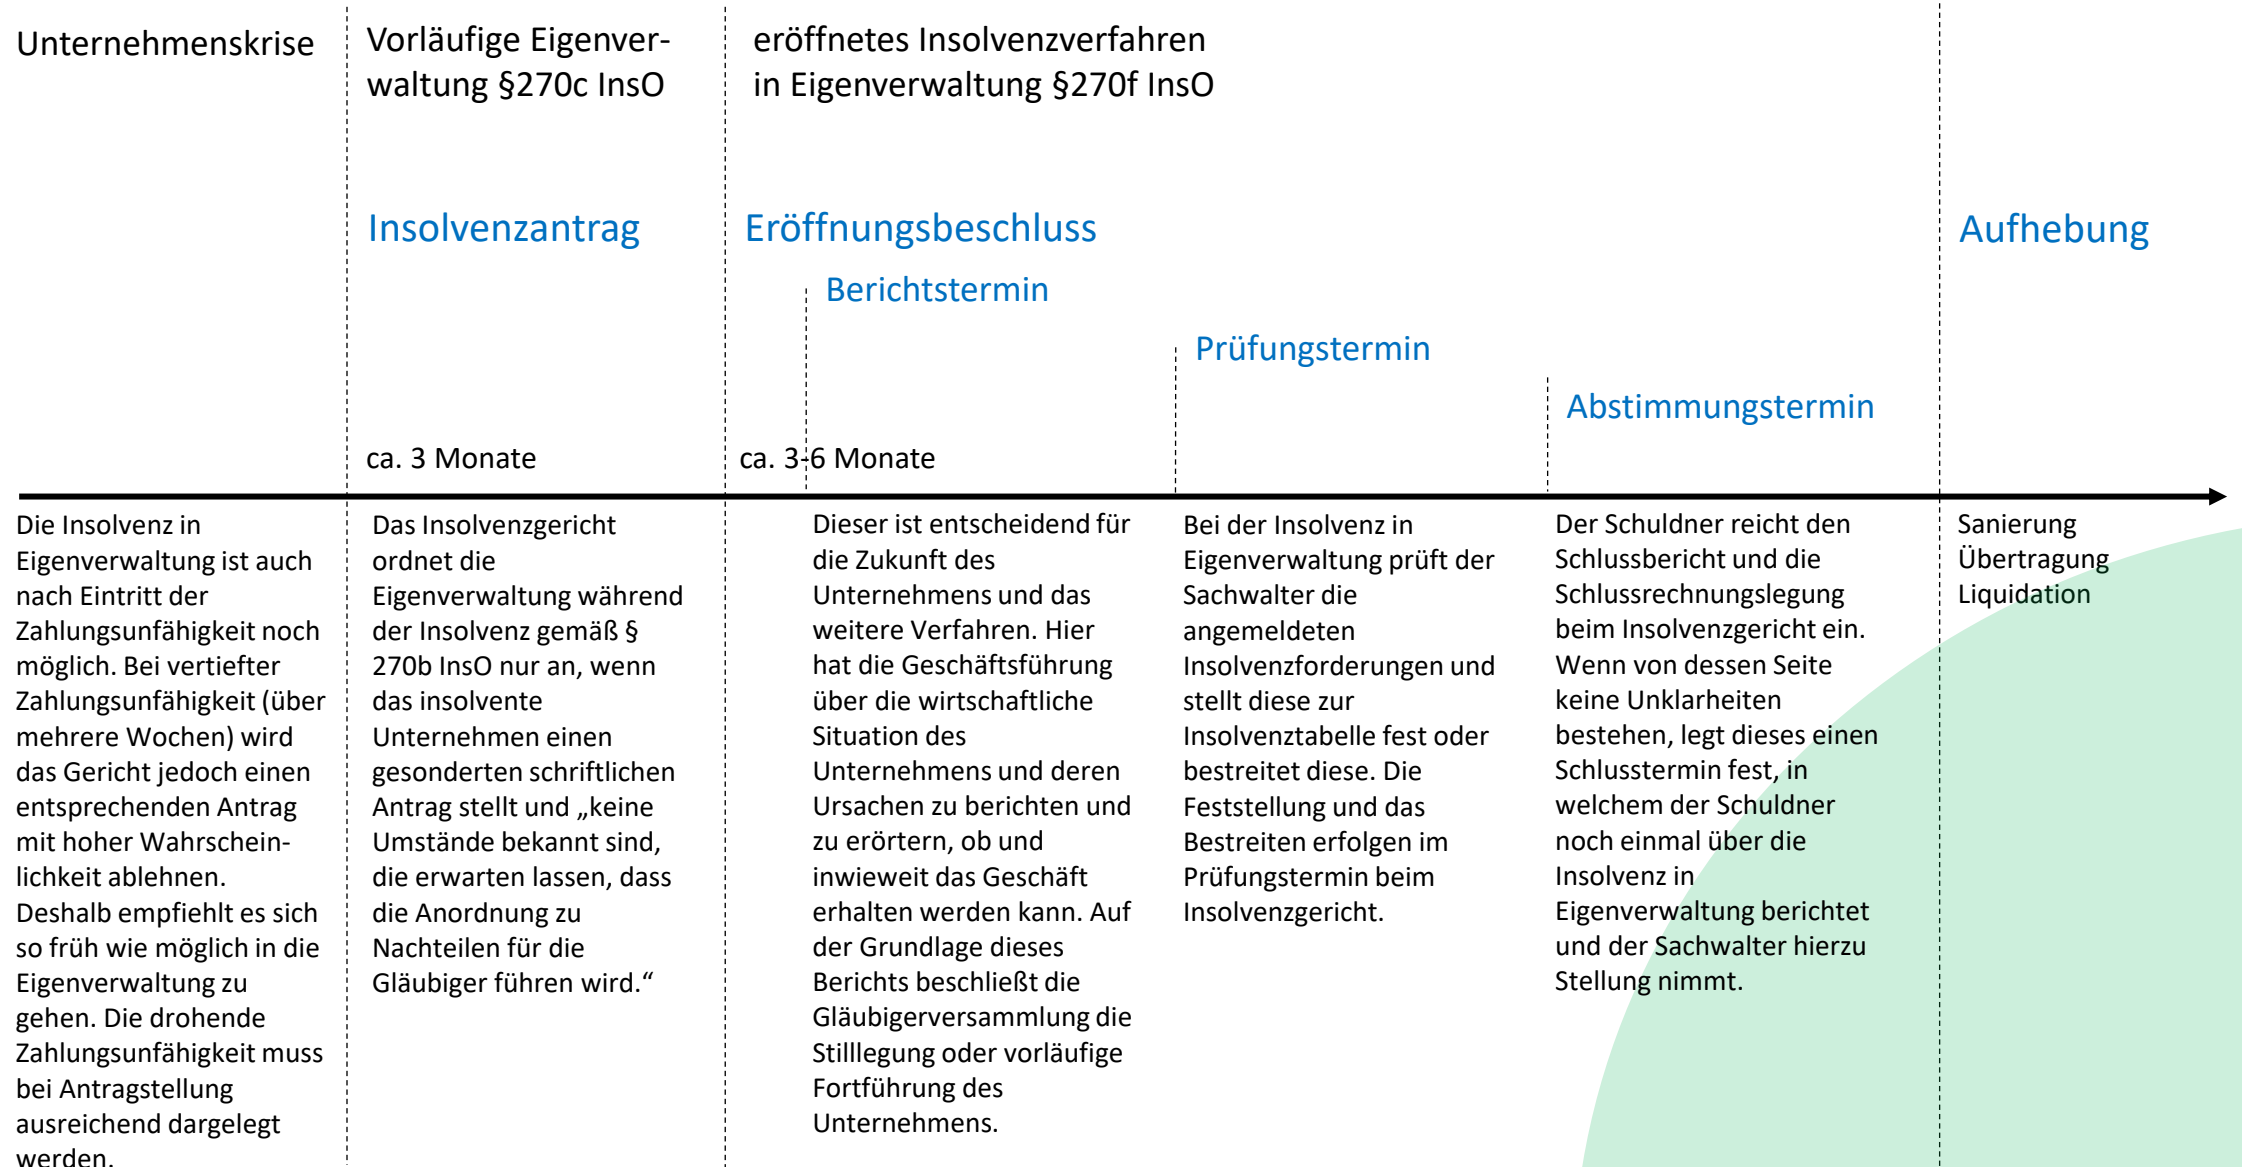 Unternehmenskrise
Vorläufige Eigenver-
waltung §270c InsO
eröffnetes Insolvenzverfahren
in Eigenverwaltung §270f InsO
Insolvenzantrag
Eröffnungsbeschluss
Aufhebung
Berichtstermin
Prüfungstermin
Abstimmungstermin
ca. 3 Monate
ca. 3-6 Monate
Die Insolvenz in
Eigenverwaltung ist auch
nach Eintritt der
Zahlungsunfähigkeit noch
möglich. Bei vertiefter
Zahlungsunfähigkeit (über
mehrere Wochen) wird
das Gericht jedoch einen
entsprechenden Antrag
mit hoher Wahrschein-
lichkeit ablehnen.
Deshalb empfiehlt es sich
so früh wie möglich in die
Eigenverwaltung zu
gehen. Die drohende
Zahlungsunfähigkeit muss
bei Antragstellung
ausreichend dargelegt
werden.
Das Insolvenzgericht
ordnet die
Eigenverwaltung während
der Insolvenz gemäß §
270b InsO nur an, wenn
das insolvente
Unternehmen einen
gesonderten schriftlichen
Antrag stellt und „keine
Umstände bekannt sind,
die erwarten lassen, dass
die Anordnung zu
Nachteilen für die
Gläubiger führen wird.“
Dieser ist entscheidend für
die Zukunft des
Unternehmens und das
weitere Verfahren. Hier
hat die Geschäftsführung
über die wirtschaftliche
Situation des
Unternehmens und deren
Ursachen zu berichten und
zu erörtern, ob und
inwieweit das Geschäft
erhalten werden kann. Auf
der Grundlage dieses
Berichts beschließt die
Gläubigerversammlung die
Stilllegung oder vorläufige
Fortführung des
Unternehmens.
Bei der Insolvenz in
Eigenverwaltung prüft der
Sachwalter die
angemeldeten
Insolvenzforderungen und
stellt diese zur
Insolvenztabelle fest oder
bestreitet diese. Die
Feststellung und das
Bestreiten erfolgen im
Prüfungstermin beim
Insolvenzgericht.
Der Schuldner reicht den
Schlussbericht und die
Schlussrechnungslegung
beim Insolvenzgericht ein.
Wenn von dessen Seite
keine Unklarheiten
bestehen, legt dieses einen
Schlusstermin fest, in
welchem der Schuldner
noch einmal über die
Insolvenz in
Eigenverwaltung berichtet
und der Sachwalter hierzu
Stellung nimmt.
Sanierung
Übertragung
Liquidation